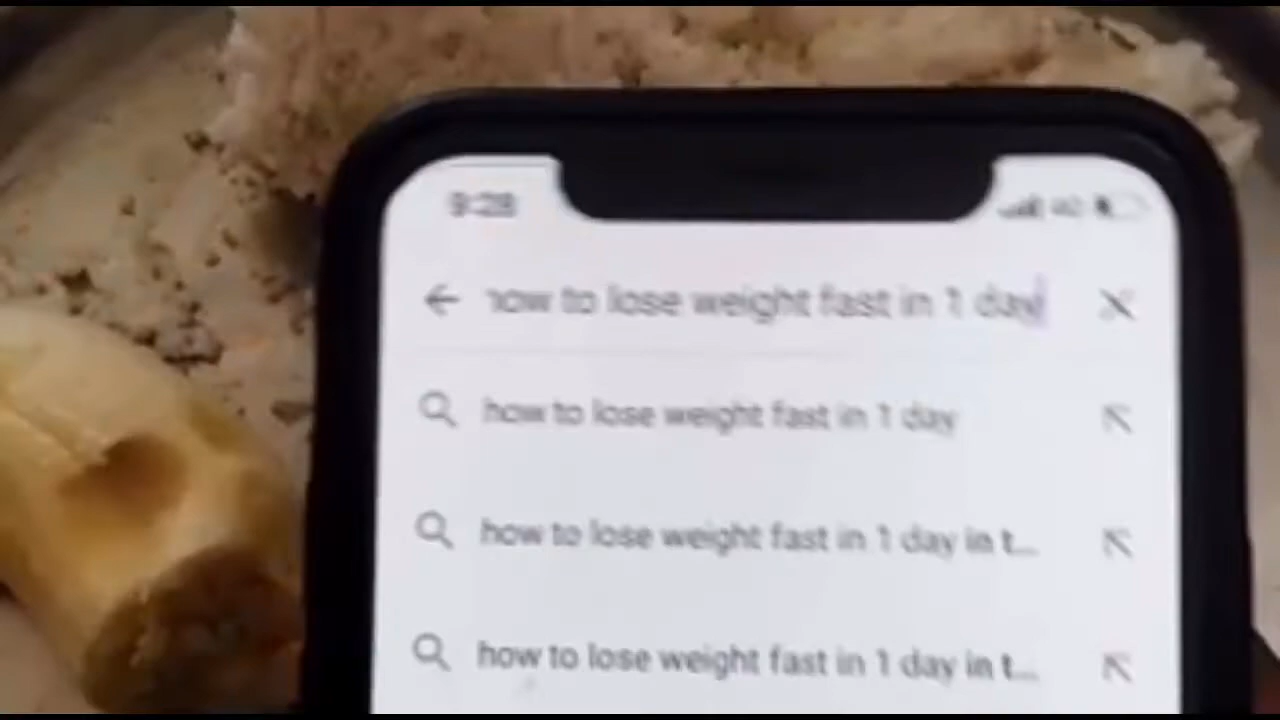 9:28
how to lose weight fast in 1 day
how to lose weight fast in 1 day
how to lose weight fast in 1 day in t...
how to lose weight fast in 1 day in t...